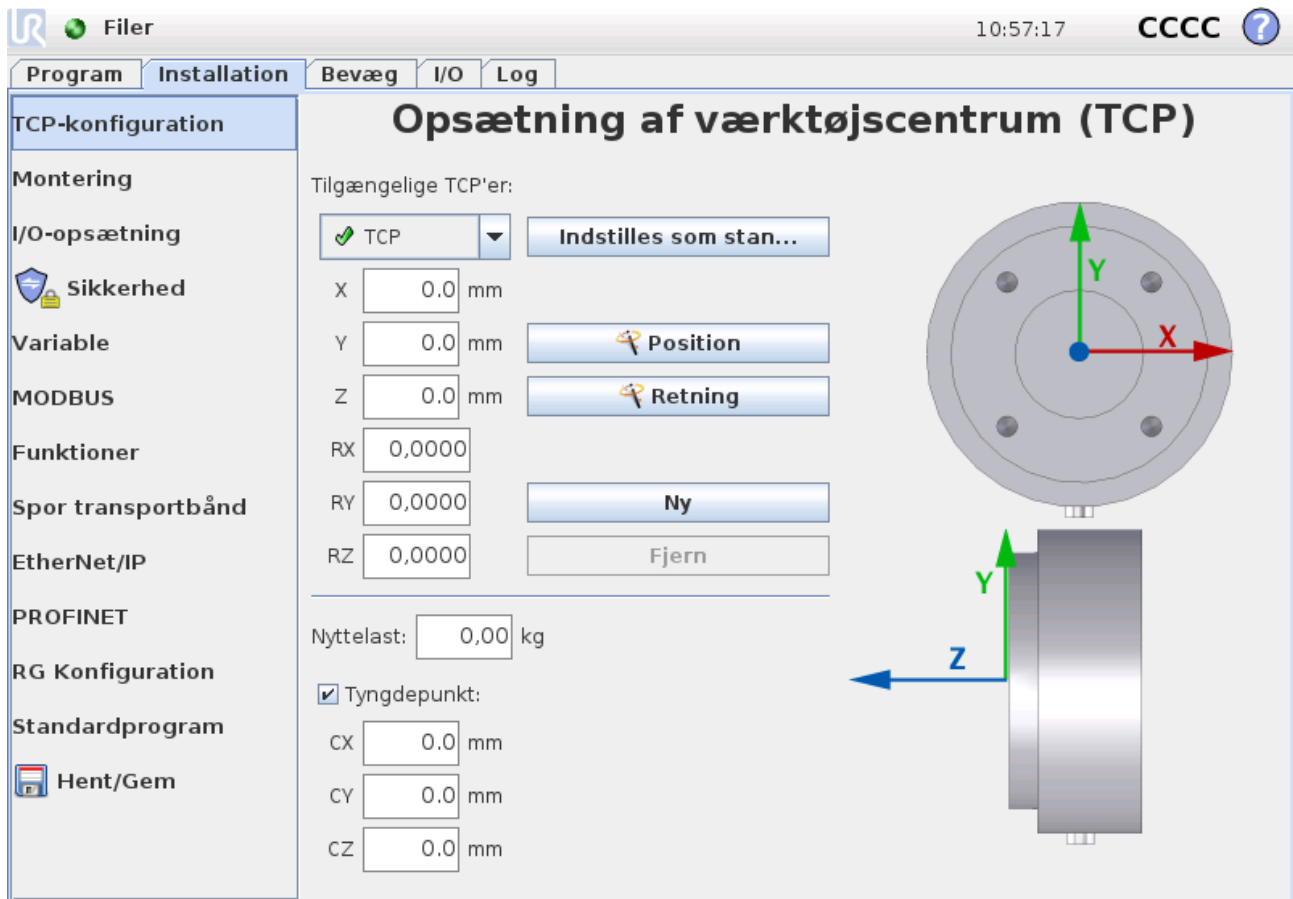 UR Filer 10:57:17 CCCC ?
Program Installation Bevæg I/O Log
TCP-konfiguration
Montering
I/O-opsætning
Sikkerhed
Variable
MODBUS
Funktioner
Spor transportbånd
EtherNet/IP
PROFINET
RG Konfiguration
Standardprogram
Hent/Gem
Opsætning af værktøjscentrum (TCP)
Tilgængelige TCP'er:
TCP Indstilles som stan...
X 0.0 mm
Y 0.0 mm Position
Z 0.0 mm Retning
RX 0,0000
RY 0,0000 Ny
RZ 0,0000 Fjern
Nyttelast: 0,00 kg
Tyngdepunkt:
CX 0.0 mm
CY 0.0 mm
CZ 0.0 mm
Y
X
Y
Z